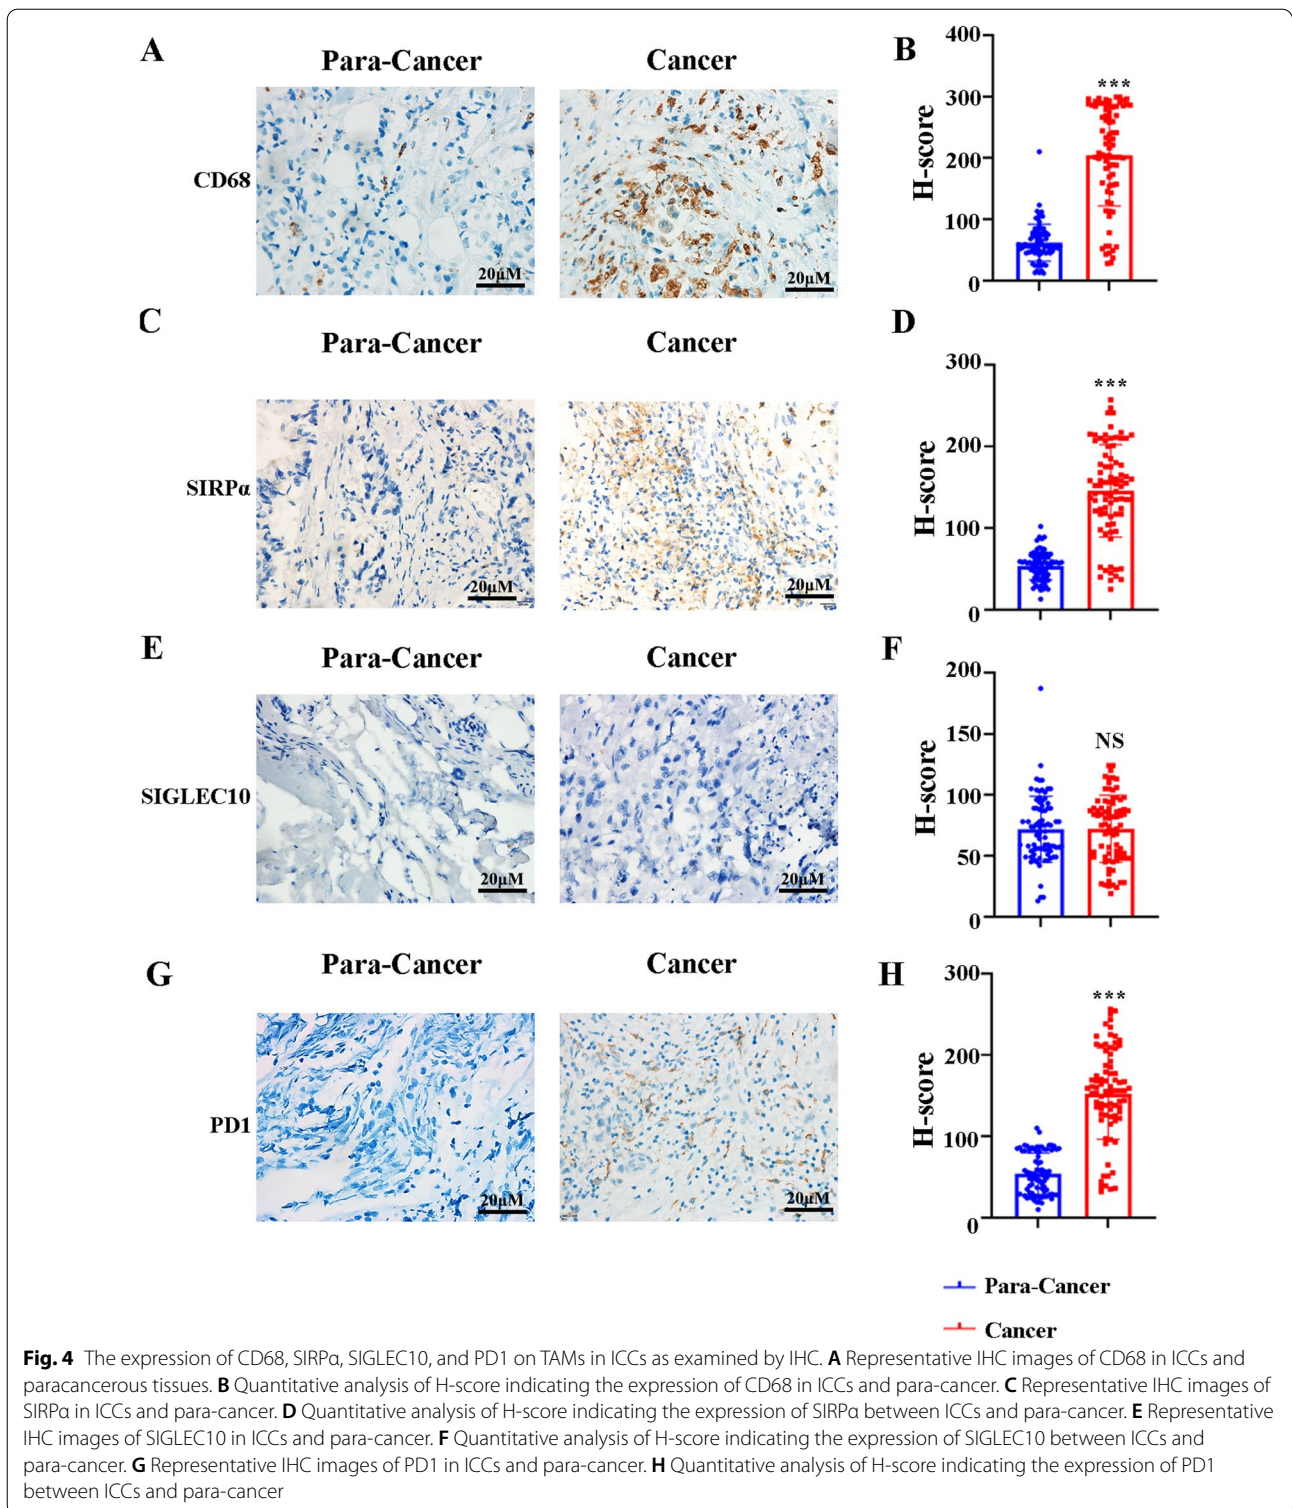 A
Para-Cancer
Cancer
CD68
20μM
20μM
B
H-score
400
300
200
100
0
***
C
Para-Cancer
Cancer
SIRPα
20μM
20μM
D
H-score
300
200
100
0
***
E
Para-Cancer
Cancer
SIGLEC10
20μM
20μM
F
H-score
200
150
100
50
0
NS
G
Para-Cancer
Cancer
PD1
20μM
20μM
H
H-score
300
200
100
0
***
Para-Cancer
Cancer
Fig. 4 The expression of CD68, SIRPα, SIGLEC10, and PD1 on TAMs in ICCs as examined by IHC. A Representative IHC images of CD68 in ICCs and
paracancerous tissues. B Quantitative analysis of H-score indicating the expression of CD68 in ICCs and para-cancer. C Representative IHC images of
SIRPα in ICCs and para-cancer. D Quantitative analysis of H-score indicating the expression of SIRPα between ICCs and para-cancer. E Representative
IHC images of SIGLEC10 in ICCs and para-cancer. F Quantitative analysis of H-score indicating the expression of SIGLEC10 between ICCs and
para-cancer. G Representative IHC images of PD1 in ICCs and para-cancer. H Quantitative analysis of H-score indicating the expression of PD1
between ICCs and para-cancer